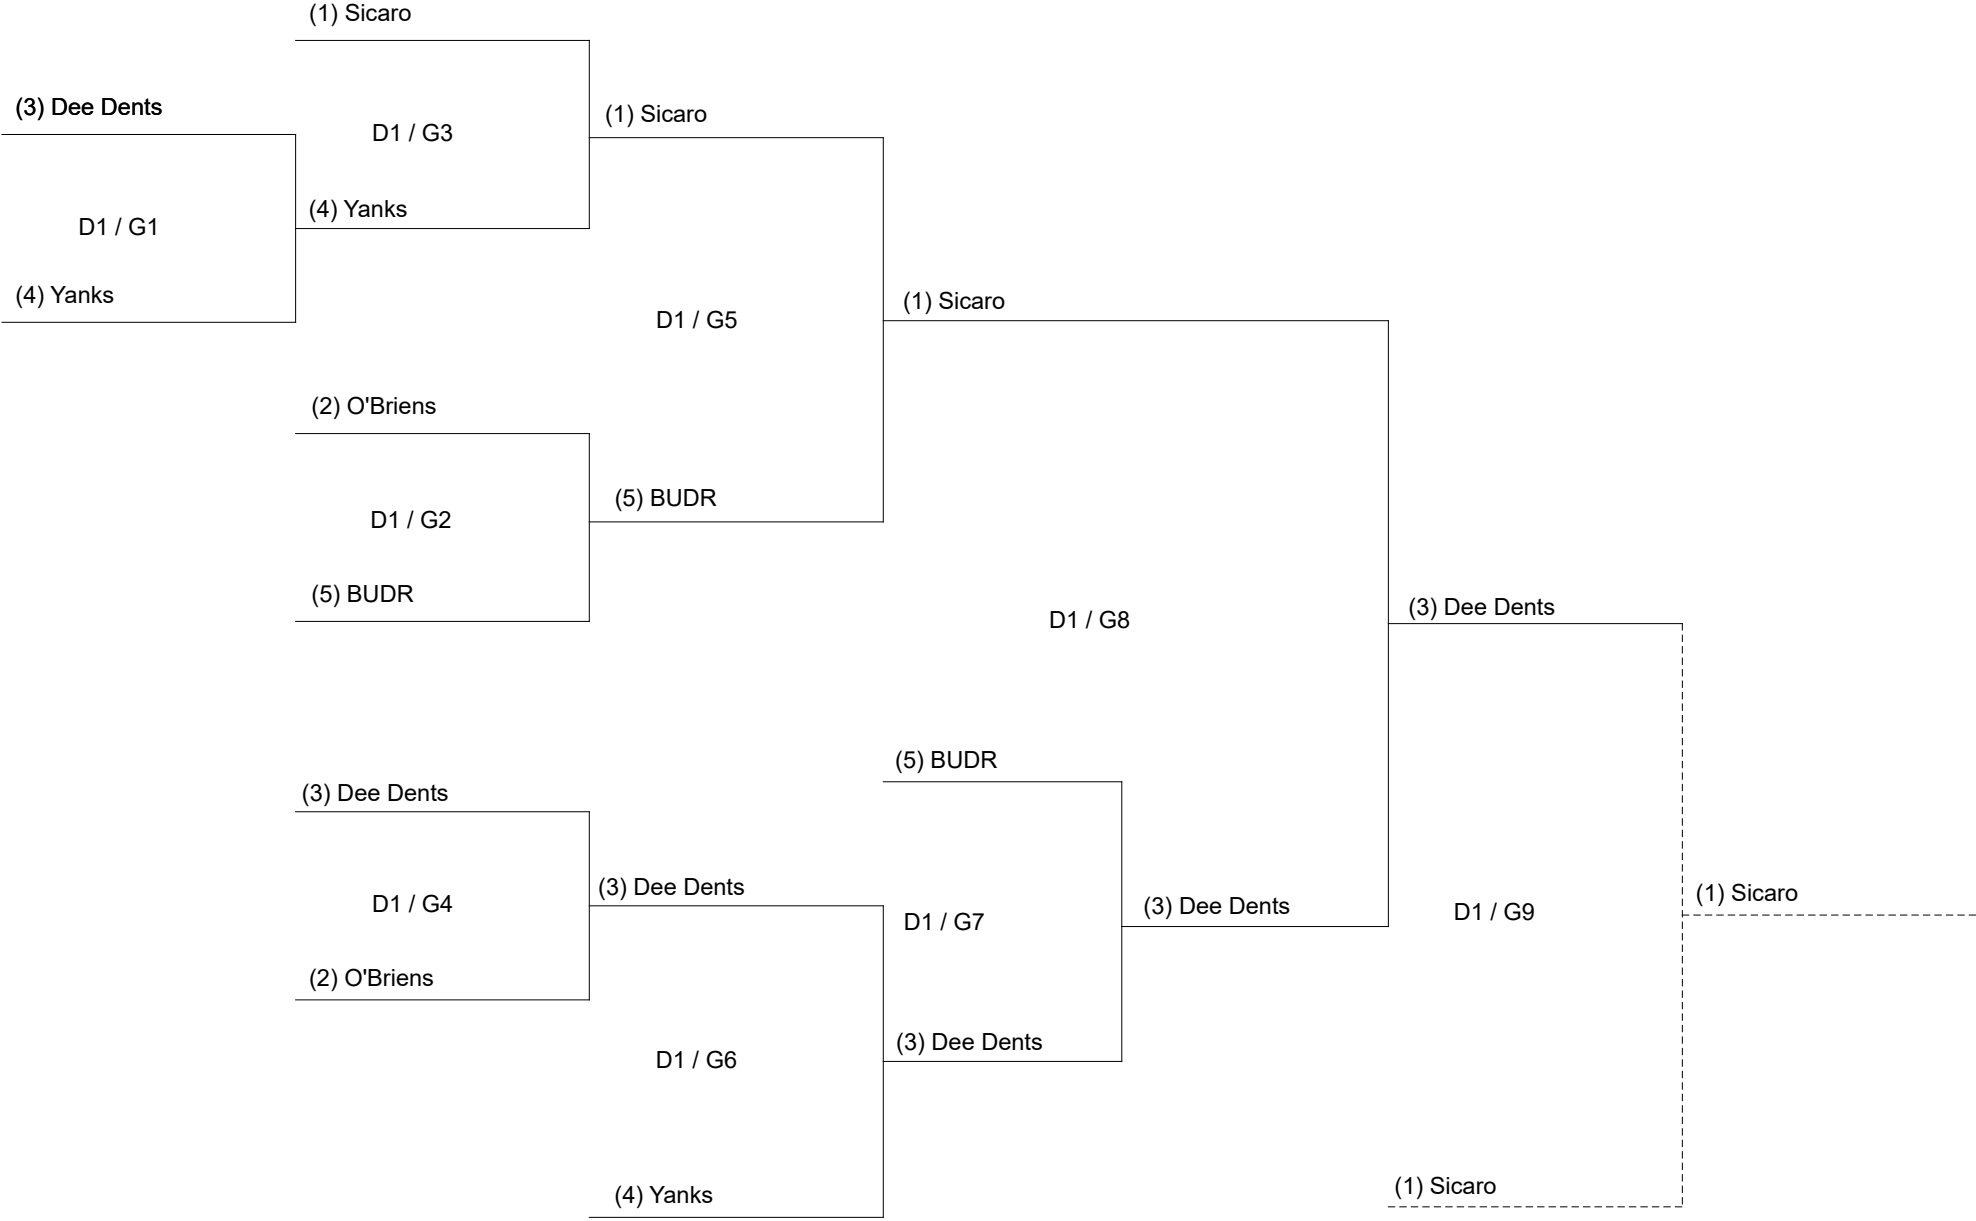 (1) Sicaro
(3) Dee Dents
D1 / G3
(1) Sicaro
(4) Yanks
D1 / G1
(4) Yanks
(1) Sicaro
D1 / G5
(2) O'Briens
(5) BUDR
D1 / G2
(5) BUDR
(3) Dee Dents
D1 / G8
(5) BUDR
(3) Dee Dents
(3) Dee Dents
(1) Sicaro
D1 / G4
(3) Dee Dents
D1 / G9
D1 / G7
(2) O'Briens
(3) Dee Dents
D1 / G6
(1) Sicaro
(4) Yanks